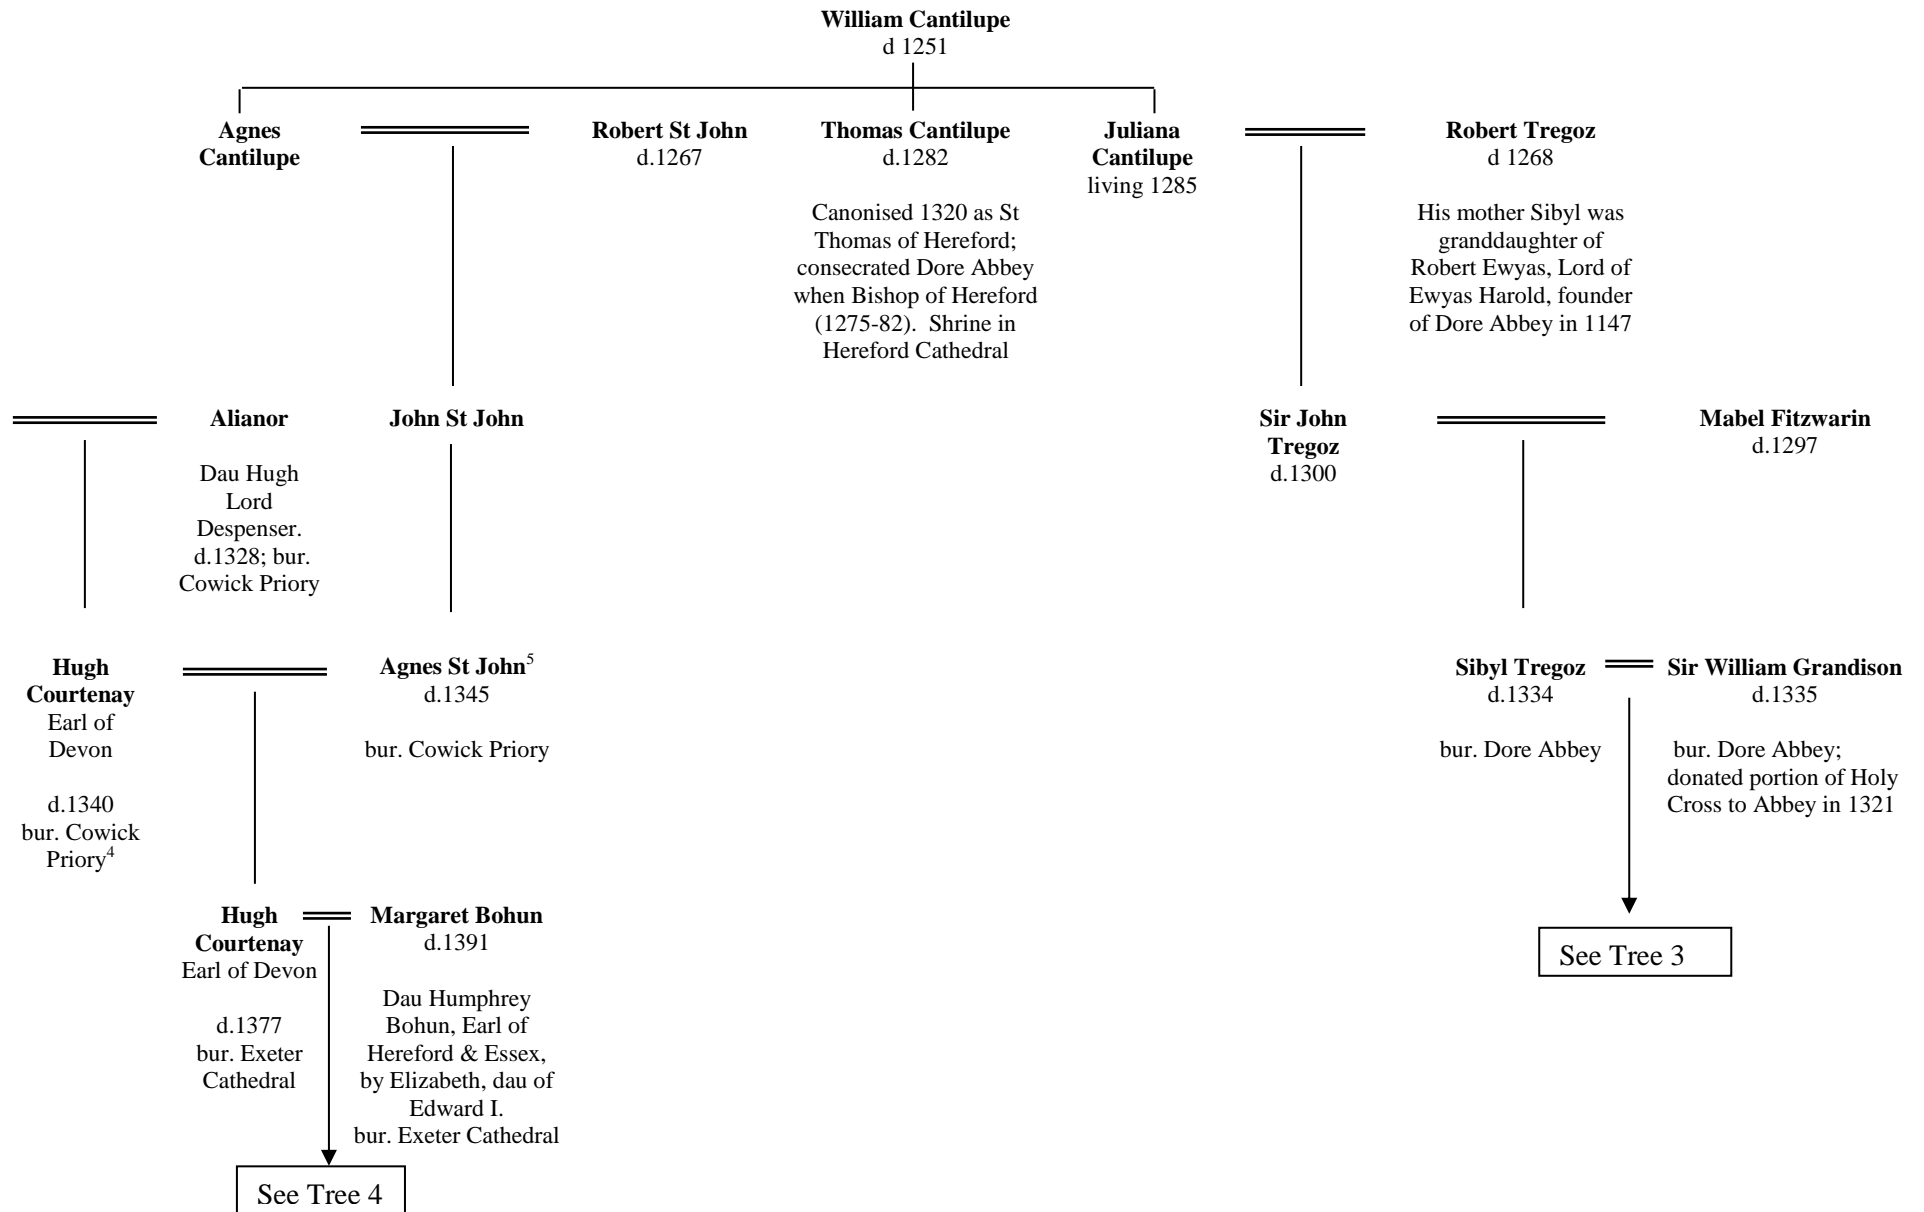 William Cantilupe
d 1251
Agnes
Cantilupe
Robert St John
d.1267
Thomas Cantilupe
d.1282
Canonised 1320 as St
Thomas of Hereford;
consecrated Dore Abbey
when Bishop of Hereford
(1275-82).  Shrine in
Hereford Cathedral
Juliana
Cantilupe
living 1285
Robert Tregoz
d 1268
His mother Sibyl was
granddaughter of
Robert Ewyas, Lord of
Ewyas Harold, founder
of Dore Abbey in 1147
Alianor
Dau Hugh
Lord
Despenser.
d.1328; bur.
Cowick Priory
John St John
Sir John
Tregoz
d.1300
Mabel Fitzwarin
d.1297
Hugh
Courtenay
Earl of
Devon
d.1340
bur. Cowick
Priory⁴
Agnes St John⁵
d.1345
bur. Cowick Priory
Sibyl Tregoz
d.1334
bur. Dore Abbey
Sir William Grandison
d.1335
bur. Dore Abbey;
donated portion of Holy
Cross to Abbey in 1321
Hugh
Courtenay
Earl of Devon
d.1377
bur. Exeter
Cathedral
Margaret Bohun
d.1391
Dau Humphrey
Bohun, Earl of
Hereford & Essex,
by Elizabeth, dau of
Edward I.
bur. Exeter Cathedral
See Tree 3
See Tree 4